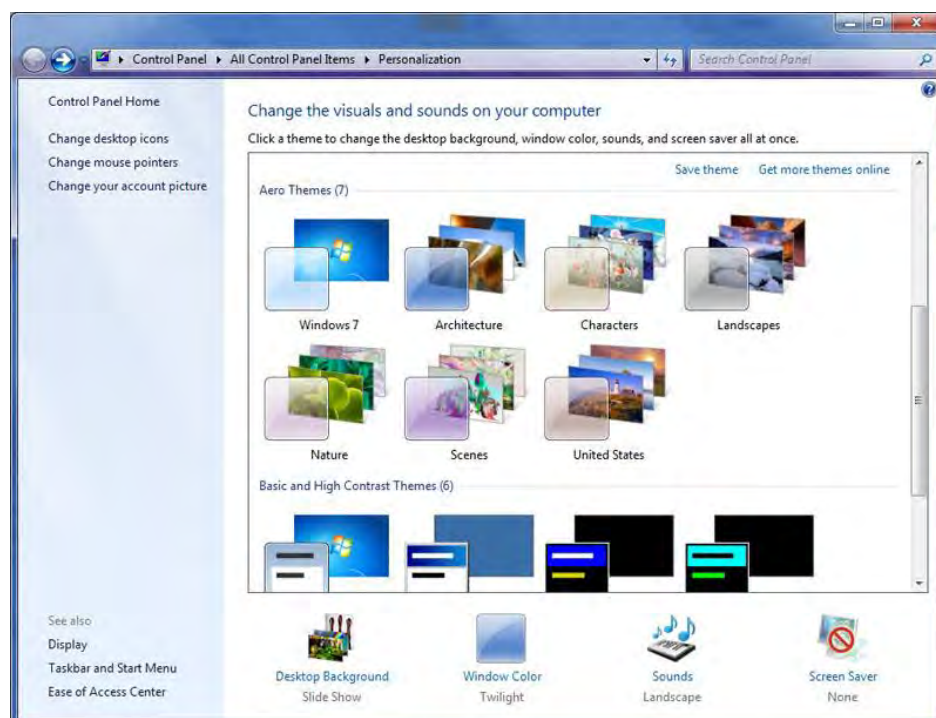 Control Panel ▸ All Control Panel Items ▸ Personalization
Search Control Panel
Control Panel Home
Change desktop icons
Change mouse pointers
Change your account picture
Change the visuals and sounds on your computer
Click a theme to change the desktop background, window color, sounds, and screen saver all at once.
Save theme Get more themes online
Aero Themes (7)
Windows 7 Architecture Characters Landscapes
Nature Scenes United States
Basic and High Contrast Themes (6)
See also
Display
Taskbar and Start Menu
Ease of Access Center
Desktop Background Window Color Sounds Screen Saver
Slide Show Twilight Landscape None